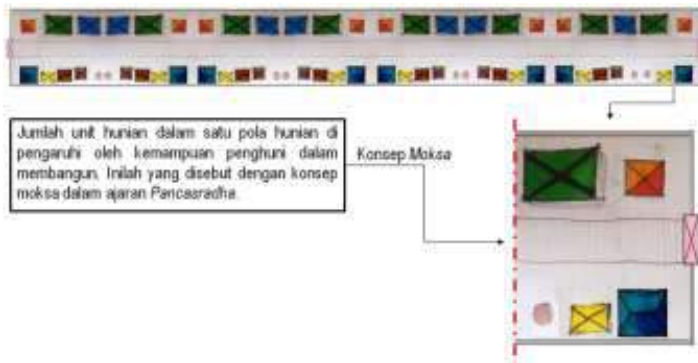 Jumlah unit hunian dalam satu pola hunian di
pengaruhi oleh kemampuan penghuni dalam
membangun. Inilah yang disebut dengan konsep
moksa dalam ajaran Pancasradha.
Konsep Moksa